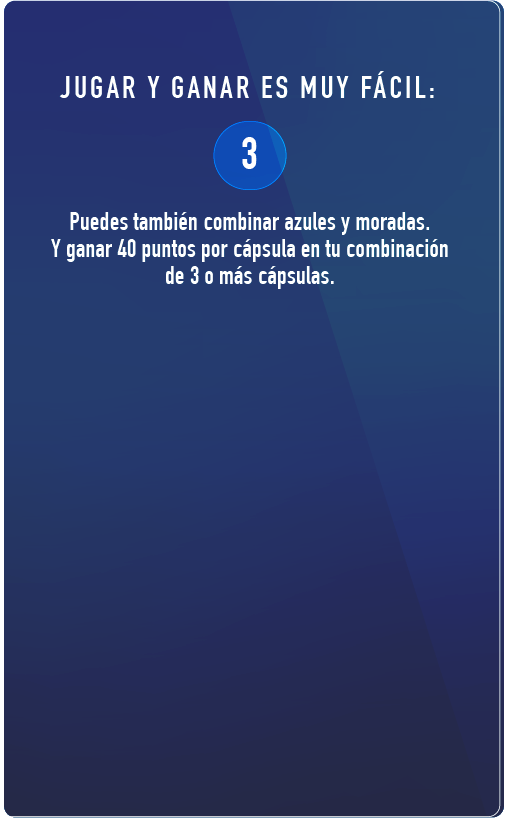 JUGAR Y GANAR ES MUY FÁCIL:
3
Puedes también combinar azules y moradas.
Y ganar 40 puntos por cápsula en tu combinación
de 3 o más cápsulas.